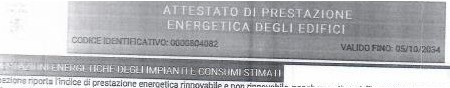 ATTESTATO DI PRESTAZIONE
ENERGETICA DEGLI EDIFICI
CODICE IDENTIFICATIVO: 0000804082
VALIDO FINO: 05/10/2034
ENERGETICHE DEGLI IMPIANTI E CONSUMI STIMATI
sezione riporta l'indice di prestazione energetica rinnovabile e non rinnovabile